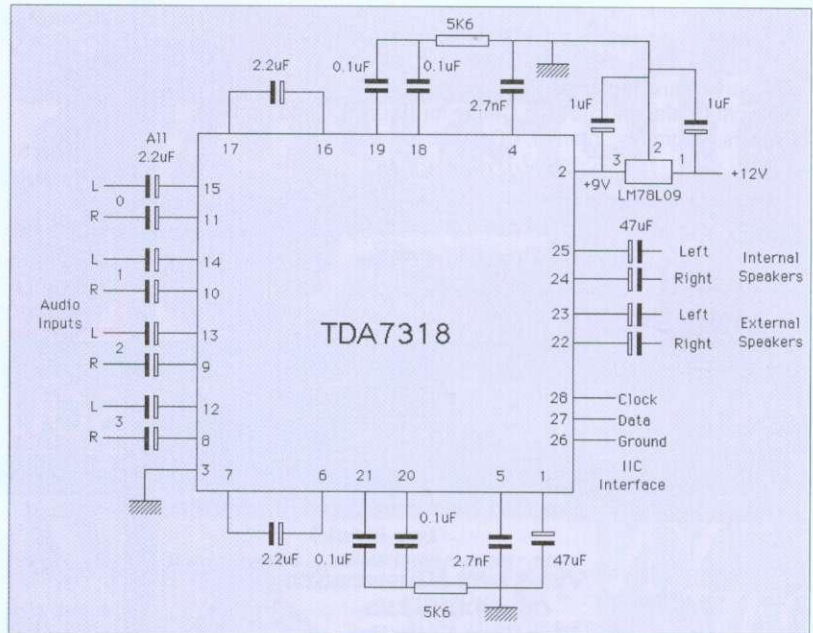 5K6
2.2uF
0.1uF
0.1uF
2.7nF
1uF
1uF
All
2.2uF
17
16
19
18
4
2
3
2
1
+9V
LM78L09
+12V
L
15
0
R
11
L
14
1
R
10
Audio
Inputs
L
13
2
R
9
L
12
3
R
8
3
TDA7318
47uF
25
Left
24
Right
Internal
Speakers
23
Left
22
Right
External
Speakers
28
Clock
27
Data
26
Ground
IIC
Interface
7
6
21
20
5
1
2.2uF
0.1uF
0.1uF
2.7nF
47uF
5K6